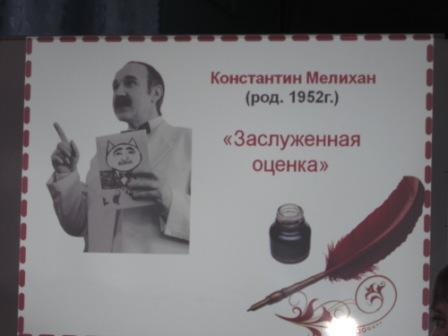 Константин Мелихан
(род. 1952г.)
«Заслуженная
оценка»